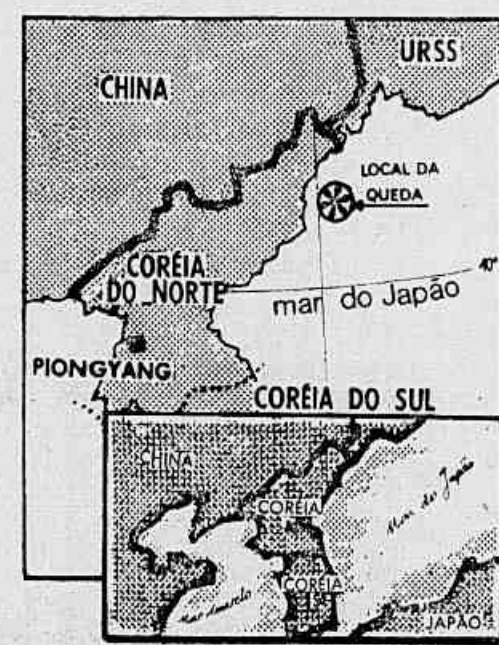 URSS
CHINA
LOCAL DA
QUEDA
CORÉIA
DO NORTE
40°
mar do Japão
PIONGYANG
CORÉIA DO SUL
CHINA
CORÉIA
Mar do Japão
CORÉIA
Mar Amarelo
JAPÃO